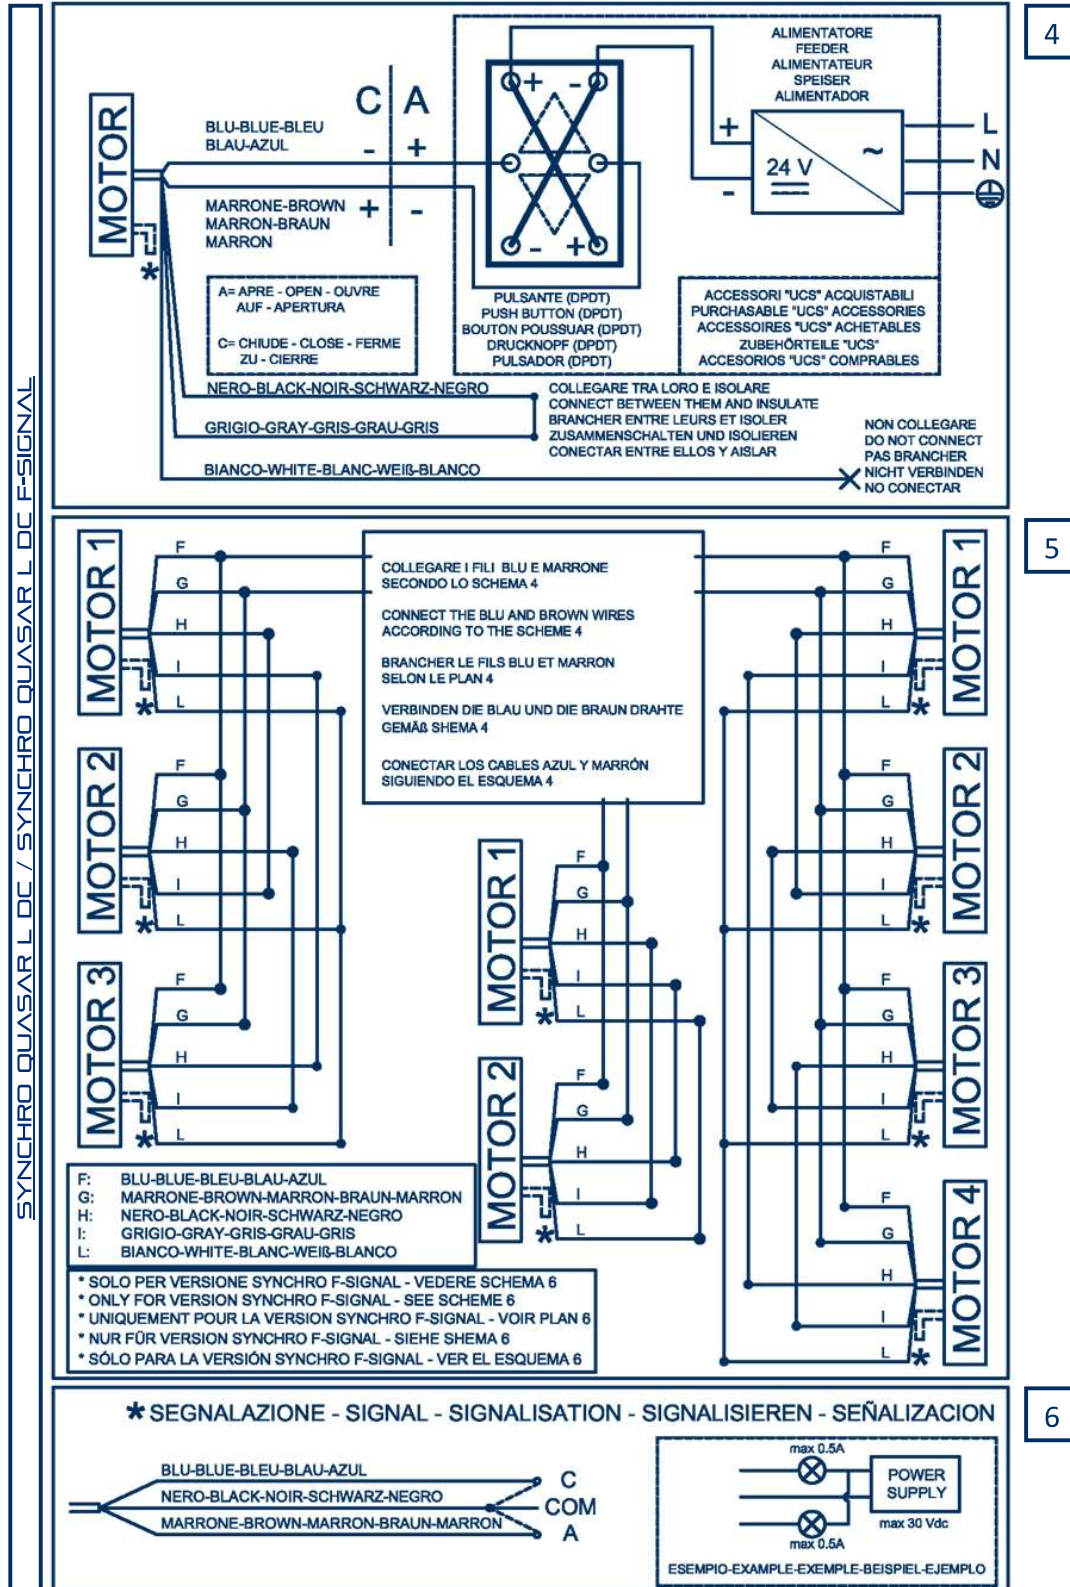 SYNCHRO QUASAR L DC / SYNCHRO QUASAR L DC F-SIGNAL
4
ALIMENTATORE
FEEDER
ALIMENTATEUR
SPEISER
ALIMENTADOR
MOTOR
C A
BLU-BLUE-BLEU
BLAU-AZUL
- +
MARRONE-BROWN
MARRON-BRAUN
MARRON
+ -
*
+ -
- +
+
-
24 V
~
L
N
A= APRE - OPEN - OUVRE
AUF - APERTURA
C= CHIUDE - CLOSE - FERME
ZU - CIERRE
PULSANTE (DPDT)
PUSH BUTTON (DPDT)
BOUTON POUSSUAR (DPDT)
DRUCKNOPF (DPDT)
PULSADOR (DPDT)
ACCESSORI "UCS" ACQUISTABILI
PURCHASABLE "UCS" ACCESSORIES
ACCESSOIRES "UCS" ACHETABLES
ZUBEHÖRTEILE "UCS"
ACCESORIOS "UCS" COMPRABLES
NERO-BLACK-NOIR-SCHWARZ-NEGRO
GRIGIO-GRAY-GRIS-GRAU-GRIS
BIANCO-WHITE-BLANC-WEIß-BLANCO
COLLEGARE TRA LORO E ISOLARE
CONNECT BETWEEN THEM AND INSULATE
BRANCHER ENTRE LEURS ET ISOLER
ZUSAMMENSCHALTEN UND ISOLIEREN
CONECTAR ENTRE ELLOS Y AISLAR
NON COLLEGARE
DO NOT CONNECT
PAS BRANCHER
NICHT VERBINDEN
NO CONECTAR
5
MOTOR 1
F
G
H
I
L
*
MOTOR 2
F
G
H
I
L
*
MOTOR 3
F
G
H
I
L
*
COLLEGARE I FILI BLU E MARRONE
SECONDO LO SCHEMA 4
CONNECT THE BLU AND BROWN WIRES
ACCORDING TO THE SCHEME 4
BRANCHER LE FILS BLU ET MARRON
SELON LE PLAN 4
VERBINDEN DIE BLAU UND DIE BRAUN DRAHTE
GEMÄß SHEMA 4
CONECTAR LOS CABLES AZUL Y MARRÓN
SIGUIENDO EL ESQUEMA 4
MOTOR 1
F
G
H
I
L
*
MOTOR 2
F
G
H
I
L
*
MOTOR 1
F
G
H
I
L
*
MOTOR 2
F
G
H
I
L
*
MOTOR 3
F
G
H
I
L
*
MOTOR 4
F
G
H
I
L
*
F: BLU-BLUE-BLEU-BLAU-AZUL
G: MARRONE-BROWN-MARRON-BRAUN-MARRON
H: NERO-BLACK-NOIR-SCHWARZ-NEGRO
I: GRIGIO-GRAY-GRIS-GRAU-GRIS
L: BIANCO-WHITE-BLANC-WEIß-BLANCO
* SOLO PER VERSIONE SYNCHRO F-SIGNAL - VEDERE SCHEMA 6
* ONLY FOR VERSION SYNCHRO F-SIGNAL - SEE SCHEME 6
* UNIQUEMENT POUR LA VERSION SYNCHRO F-SIGNAL - VOIR PLAN 6
* NUR FÜR VERSION SYNCHRO F-SIGNAL - SIEHE SHEMA 6
* SÓLO PARA LA VERSIÓN SYNCHRO F-SIGNAL - VER EL ESQUEMA 6
6
* SEGNALAZIONE - SIGNAL - SIGNALISATION - SIGNALISIEREN - SEÑALIZACION
BLU-BLUE-BLEU-BLAU-AZUL
C
NERO-BLACK-NOIR-SCHWARZ-NEGRO
COM
MARRONE-BROWN-MARRON-BRAUN-MARRON
A
max 0.5A
POWER
SUPPLY
max 30 Vdc
max 0.5A
ESEMPIO-EXAMPLE-EXEMPLE-BEISPIEL-EJEMPLO